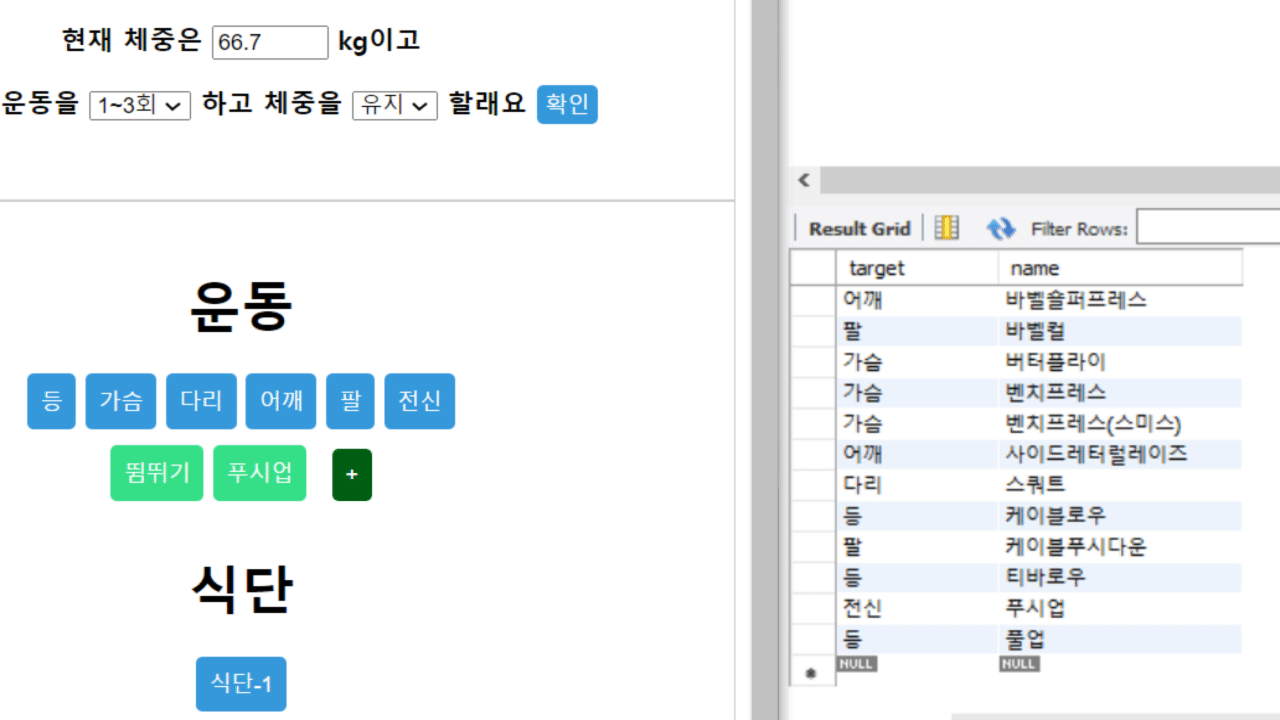 현재 체중은 66.7 kg이고
운동을 1~3회 하고 체중을 유지 할래요 확인
운동
등 가슴 다리 어깨 팔 전신
뜀뛰기 푸시업 +
식단
식단-1
Result Grid Filter Rows:
target name
어깨 바벨숄퍼프레스
팔 바벨컬
가슴 버터플라이
가슴 벤치프레스
가슴 벤치프레스(스미스)
어깨 사이드레터럴레이즈
다리 스쿼트
등 케이블로우
팔 케이블푸시다운
등 티바로우
전신 푸시업
등 풀업
NULL NULL